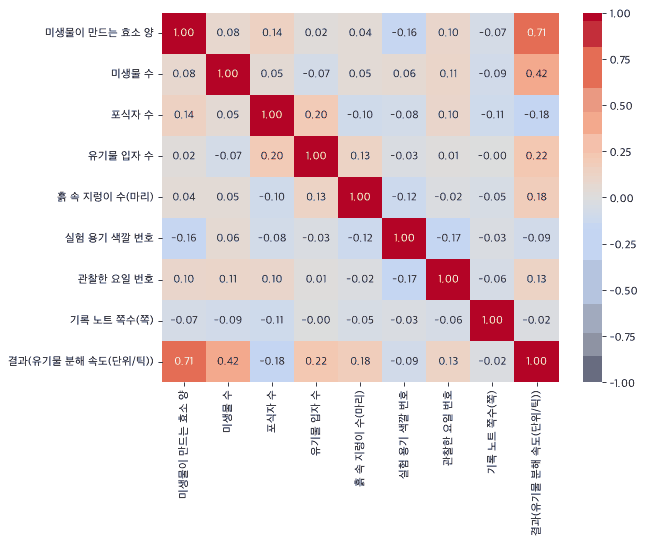 미생물이 만드는 효소 양 1.00 0.08 0.14 0.02 0.04 -0.16 0.10 -0.07 0.71
미생물 수 0.08 1.00 0.05 -0.07 0.05 0.06 0.11 -0.09 0.42
포식자 수 0.14 0.05 1.00 0.20 -0.10 -0.08 0.10 -0.11 -0.18
유기물 입자 수 0.02 -0.07 0.20 1.00 0.13 -0.03 0.01 -0.00 0.22
흙 속 지렁이 수(마리) 0.04 0.05 -0.10 0.13 1.00 -0.12 -0.02 -0.05 0.18
실험 용기 색깔 번호 -0.16 0.06 -0.08 -0.03 -0.12 1.00 -0.17 -0.03 -0.09
관찰한 요일 번호 0.10 0.11 0.10 0.01 -0.02 -0.17 1.00 -0.06 0.13
기록 노트 쪽수(쪽) -0.07 -0.09 -0.11 -0.00 -0.05 -0.03 -0.06 1.00 -0.02
결과(유기물 분해 속도(단위/틱)) 0.71 0.42 -0.18 0.22 0.18 -0.09 0.13 -0.02 1.00
미생물이 만드는 효소 양
미생물 수
포식자 수
유기물 입자 수
흙 속 지렁이 수(마리)
실험 용기 색깔 번호
관찰한 요일 번호
기록 노트 쪽수(쪽)
결과(유기물 분해 속도(단위/틱))
1.00
0.75
0.50
0.25
0.00
-0.25
-0.50
-0.75
-1.00